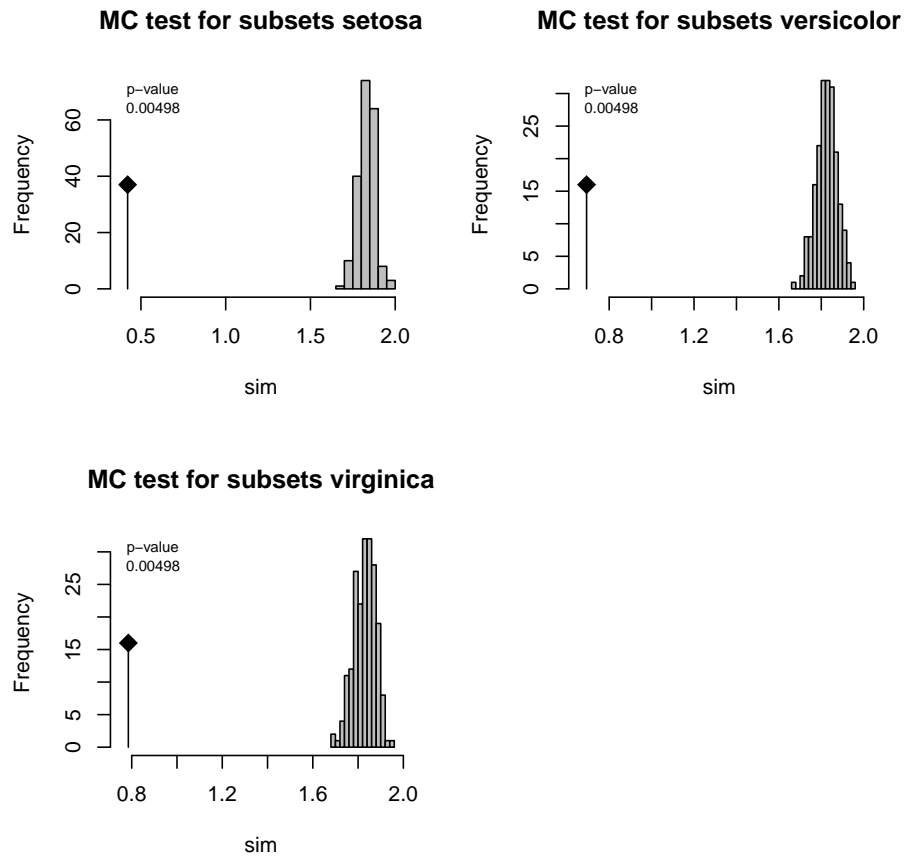 MC test for subsets setosa
p−value
0.00498
Frequency
0
20
40
60
0.5
1.0
1.5
2.0
sim
MC test for subsets versicolor
p−value
0.00498
Frequency
0
5
15
25
0.8
1.2
1.6
2.0
sim
MC test for subsets virginica
p−value
0.00498
Frequency
0
5
15
25
0.8
1.2
1.6
2.0
sim